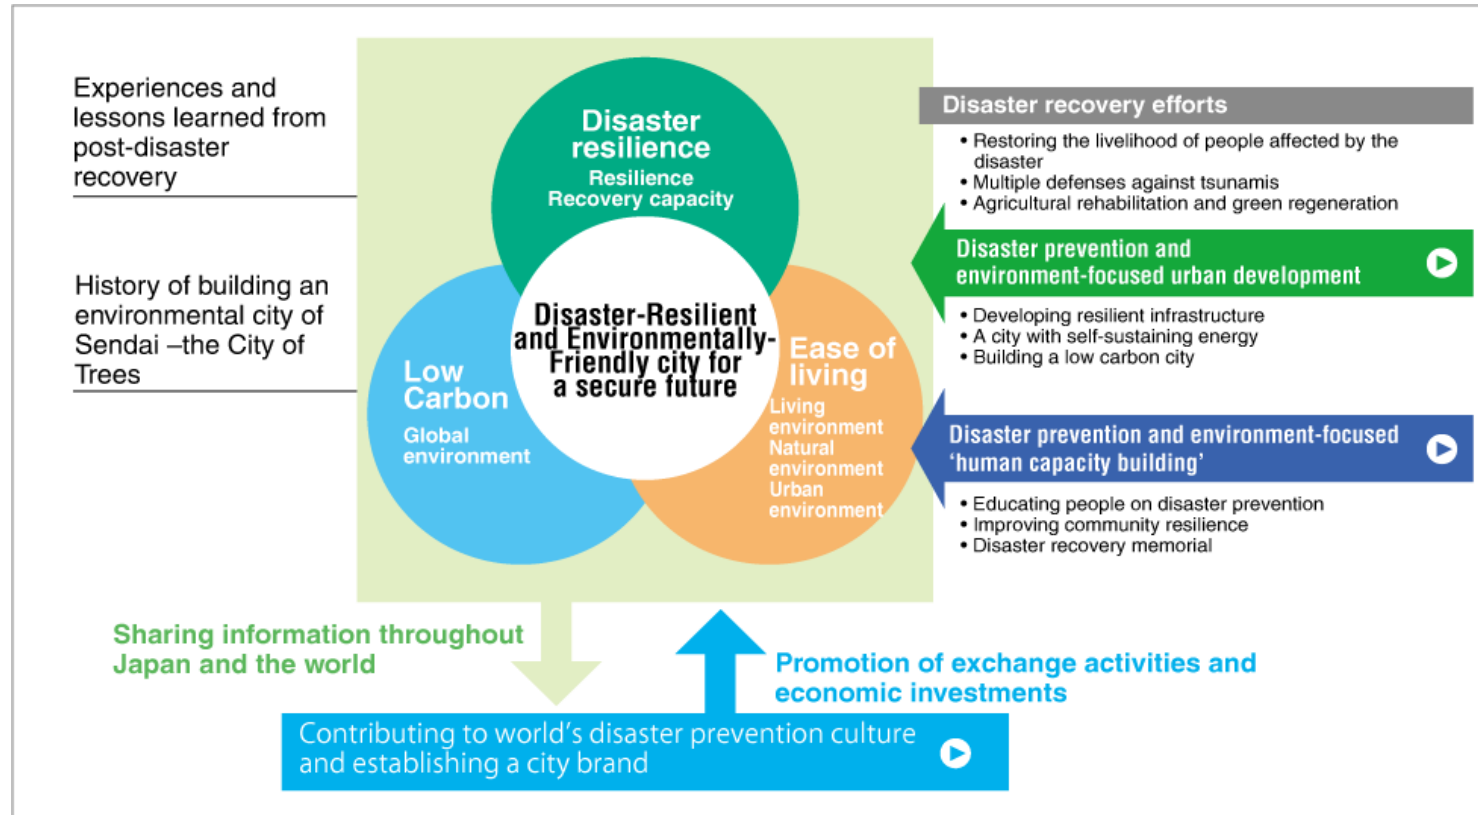 Experiences and
lessons learned from
post-disaster
recovery
History of building an
environmental city of
Sendai –the City of
Trees
Disaster
resilience
Resilience
Recovery capacity
Disaster-Resilient
and Environmentally-
Friendly city for
a secure future
Low
Carbon
Global
environment
Ease of
living
Living
environment
Natural
environment
Urban
environment
Disaster recovery efforts
• Restoring the livelihood of people affected by the
disaster
• Multiple defenses against tsunamis
• Agricultural rehabilitation and green regeneration
Disaster prevention and
environment-focused urban development
• Developing resilient infrastructure
• A city with self-sustaining energy
• Building a low carbon city
Disaster prevention and environment-focused
‘human capacity building’
• Educating people on disaster prevention
• Improving community resilience
• Disaster recovery memorial
Sharing information throughout
Japan and the world
Promotion of exchange activities and
economic investments
Contributing to world’s disaster prevention culture
and establishing a city brand